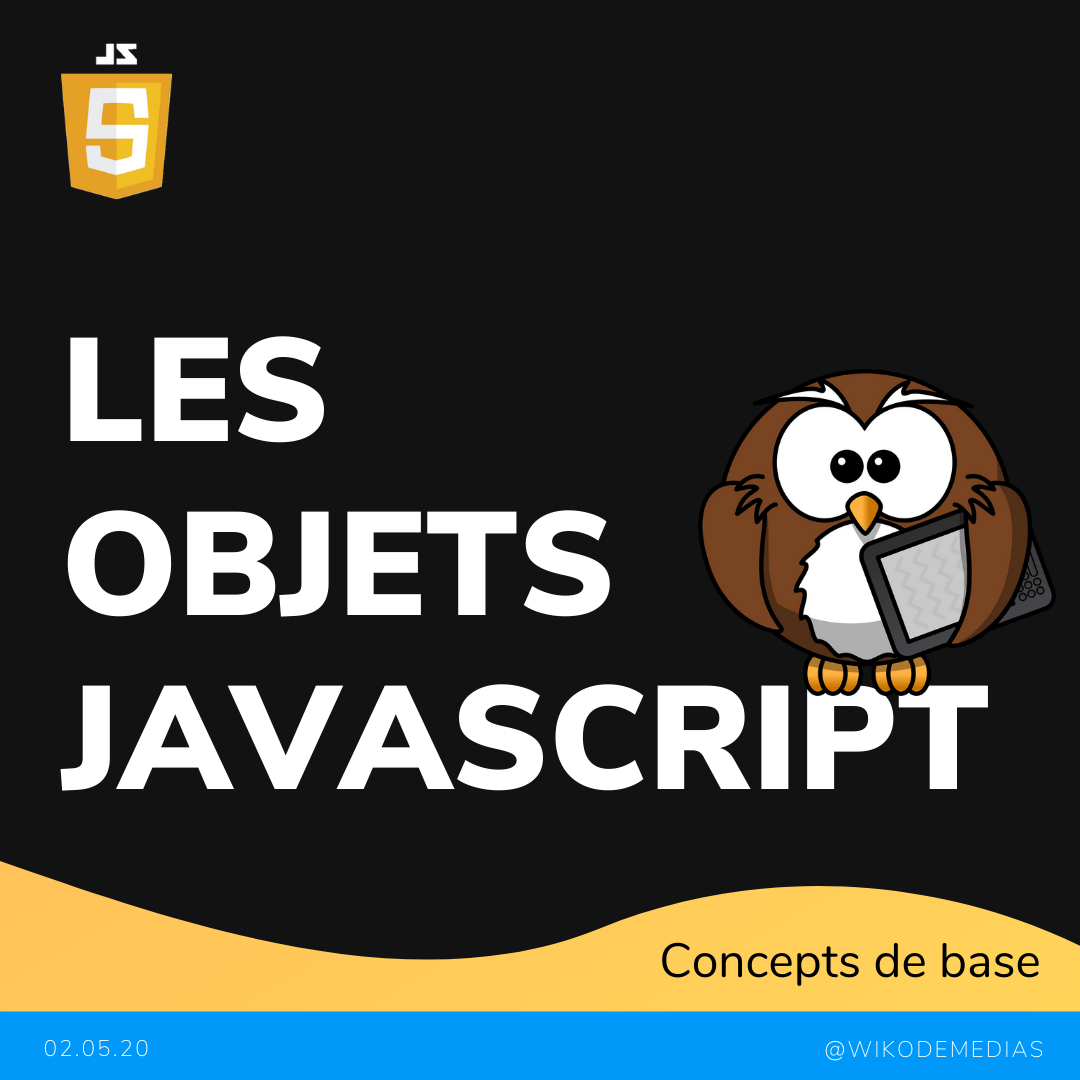 JS
LES
OBJETS
JAVASCRIPT
Concepts de base
02.05.20
@WIKODEMEDIAS